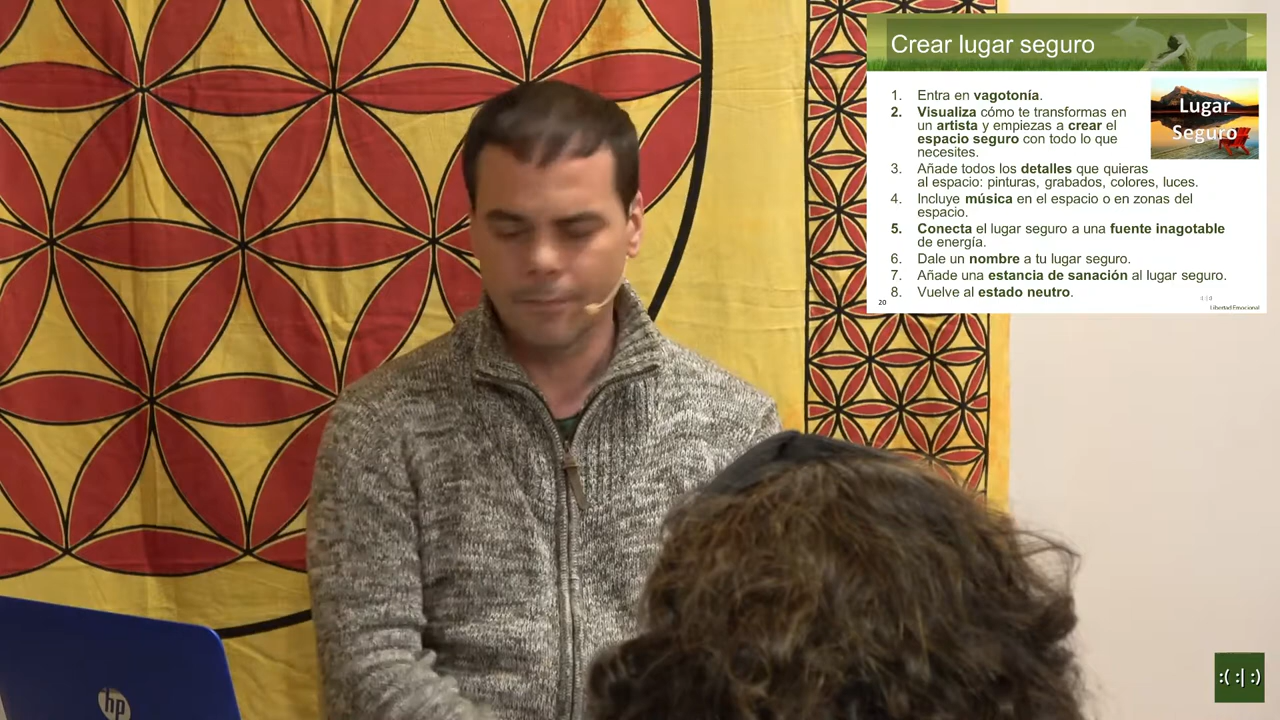 Crear lugar seguro
1. Entra en vagotonía.
2. Visualiza cómo te transformas en
un artista y empiezas a crear el
espacio seguro con todo lo que
necesites.
3. Añade todos los detalles que quieras
al espacio: pinturas, grabados, colores, luces.
4. Incluye música en el espacio o en zonas del
espacio.
5. Conecta el lugar seguro a una fuente inagotable
de energía.
6. Dale un nombre a tu lugar seguro.
7. Añade una estancia de sanación al lugar seguro.
8. Vuelve al estado neutro.
Lugar
Seguro
20
Libertad Emocional
hp
:( :| :)